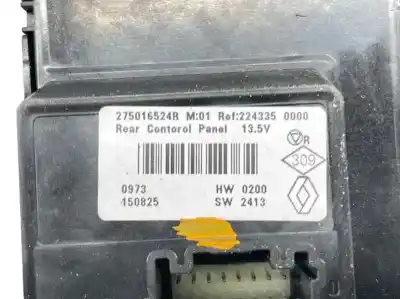 275016524R M:01 Ref:224335 0000
Rear Contorol Panel 13.5V
R
309
0973 HW 0200
150825 SW 2413